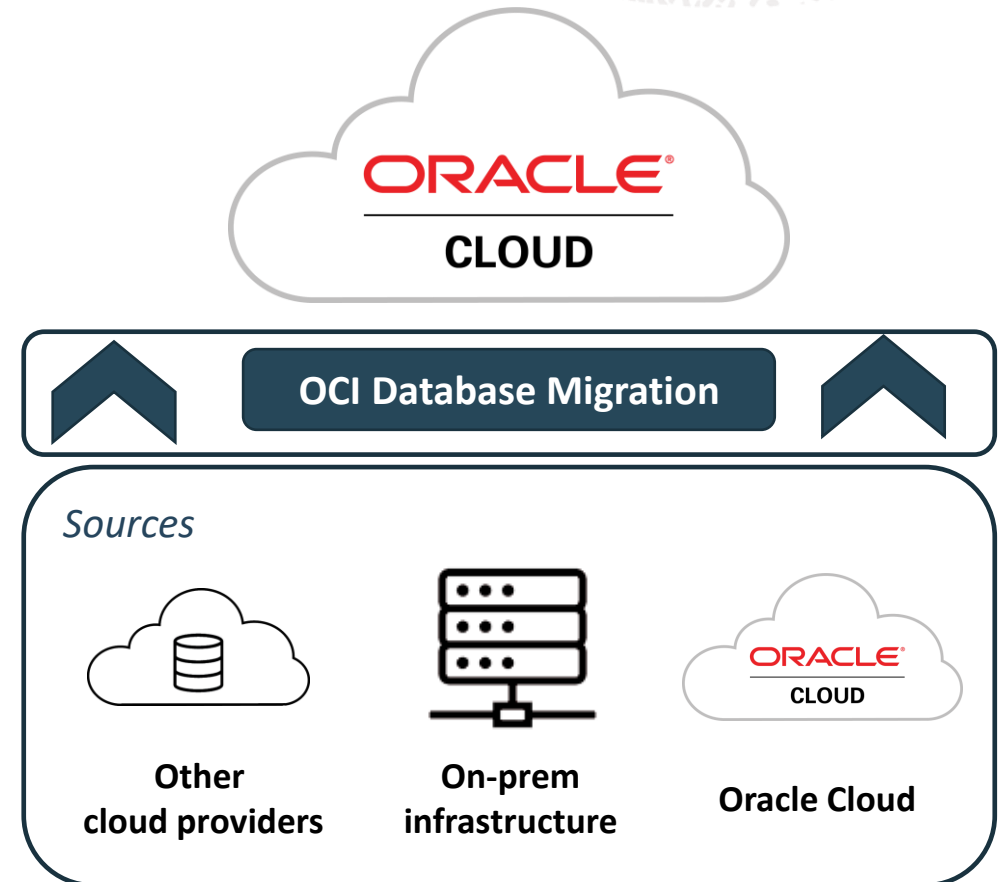 ORACLE®
CLOUD
OCI Database Migration
Sources
ORACLE®
CLOUD
Other
cloud providers
On-prem
infrastructure
Oracle Cloud